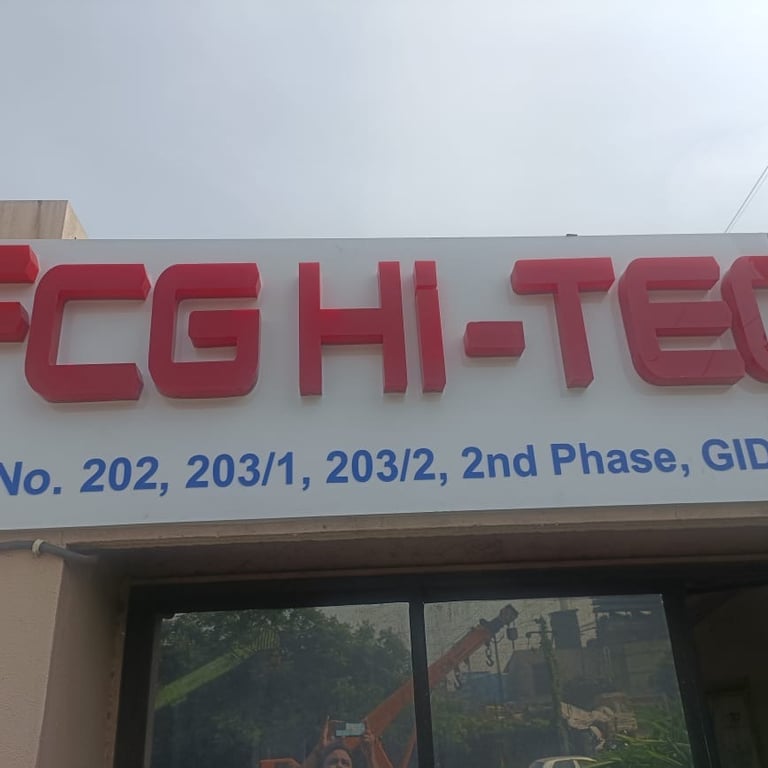 FCG Hi-TEC
No. 202, 203/1, 203/2, 2nd Phase, GID